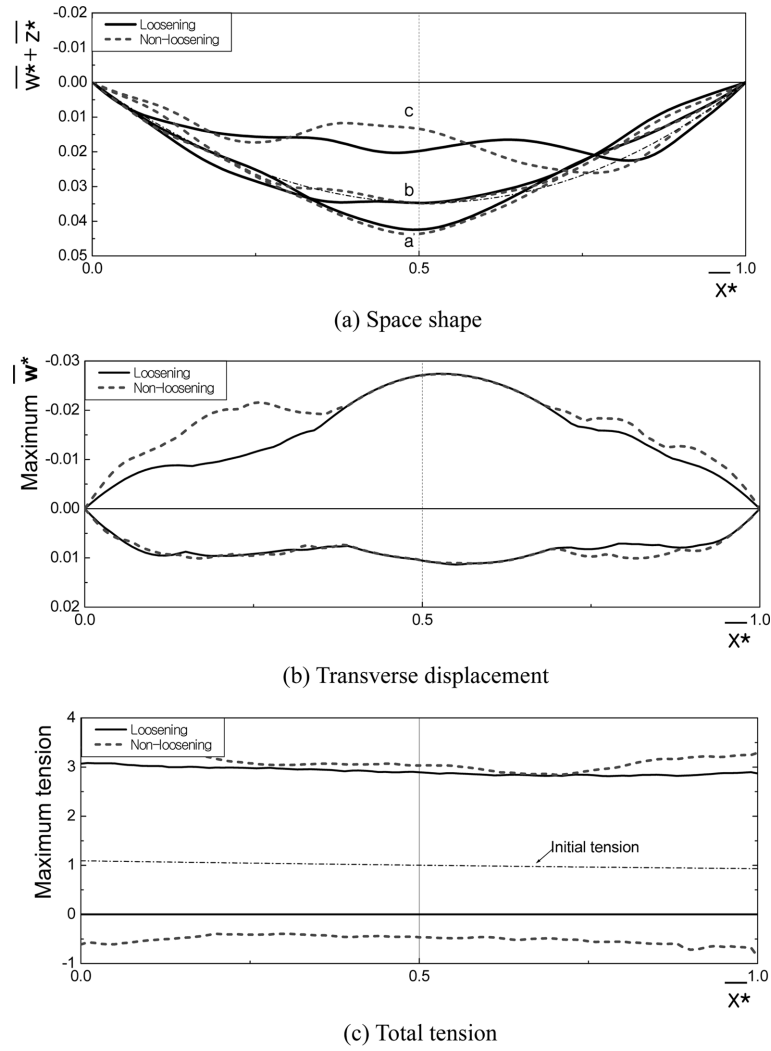 -0.02
-0.01
0.00
0.01
0.02
0.03
0.04
0.05
W* + Z*
Loosening
Non-loosening
c
b
a
0.0
0.5
1.0
X*
(a) Space shape
-0.03
-0.02
-0.01
0.00
0.01
0.02
Maximum w*
Loosening
Non-loosening
0.0
0.5
1.0
X*
(b) Transverse displacement
4
3
2
1
0
-1
Maximum tension
Loosening
Non-loosening
Initial tension
0.0
0.5
1.0
X*
(c) Total tension